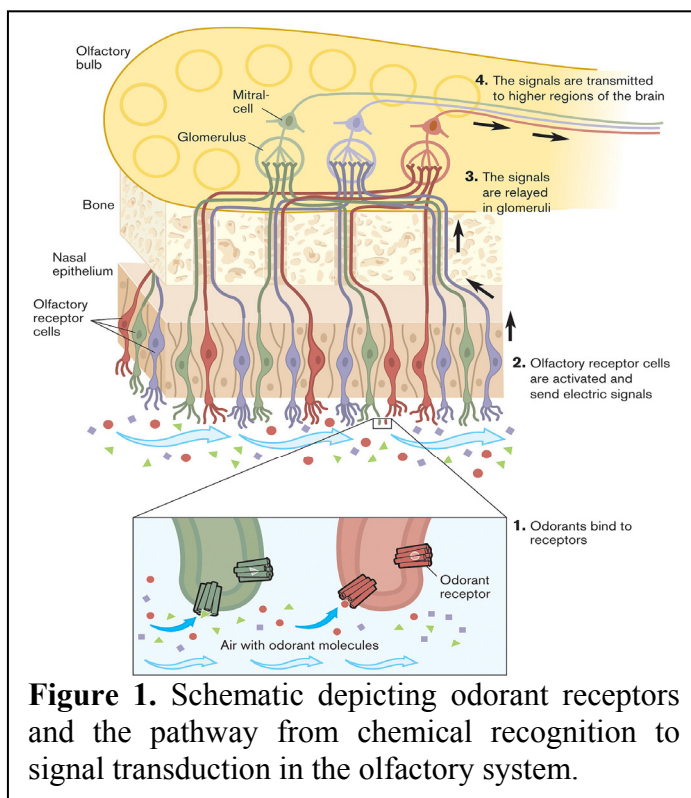 Olfactory
bulb
4. The signals are transmitted
to higher regions of the brain
Mitral-
cell
Glomerulus
3. The signals
are relayed
in glomeruli
Bone
Nasal
epithelium
Olfactory
receptor
cells
2. Olfactory receptor cells
are activated and
send electric signals
1. Odorants bind to
receptors
Odorant
receptor
Air with odorant molecules
Figure 1. Schematic depicting odorant receptors
and the pathway from chemical recognition to
signal transduction in the olfactory system.